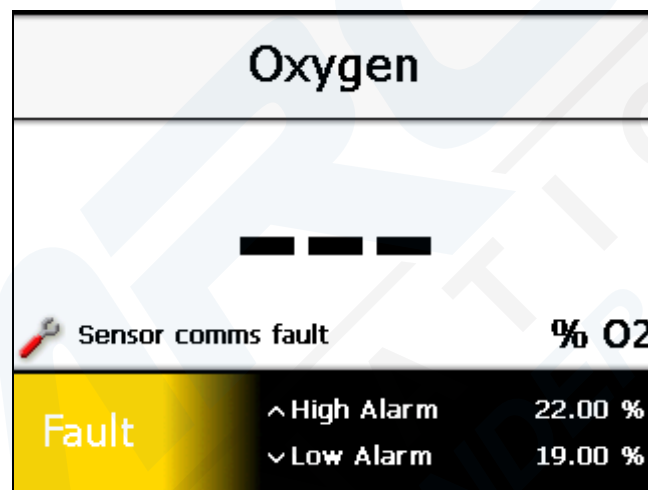 Oxygen
---
Sensor comms fault % O2
Fault
High Alarm 22.00 %
Low Alarm 19.00 %